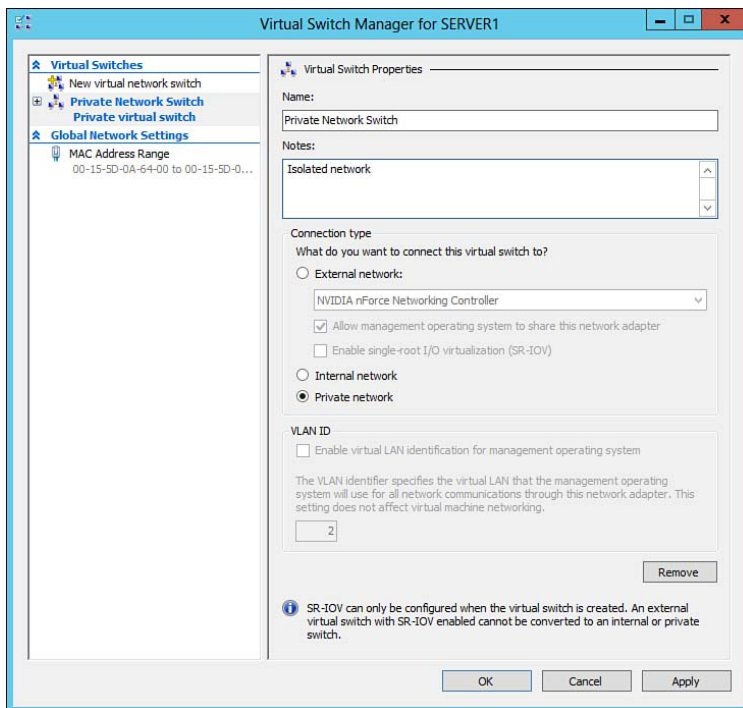 Virtual Switch Manager for SERVER1
Virtual Switches
New virtual network switch
Private Network Switch
Private virtual switch
Global Network Settings
MAC Address Range
00-15-5D-0A-64-00 to 00-15-5D-0...
Virtual Switch Properties
Name:
Private Network Switch
Notes:
Isolated network
Connection type
What do you want to connect this virtual switch to?
External network:
NVIDIA nForce Networking Controller
Allow management operating system to share this network adapter
Enable single-root I/O virtualization (SR-IOV)
Internal network
Private network
VLAN ID
Enable virtual LAN identification for management operating system
The VLAN identifier specifies the virtual LAN that the management operating
system will use for all network communications through this network adapter. This
setting does not affect virtual machine networking.
2
Remove
SR-IOV can only be configured when the virtual switch is created. An external
virtual switch with SR-IOV enabled cannot be converted to an internal or private
switch.
OK
Cancel
Apply